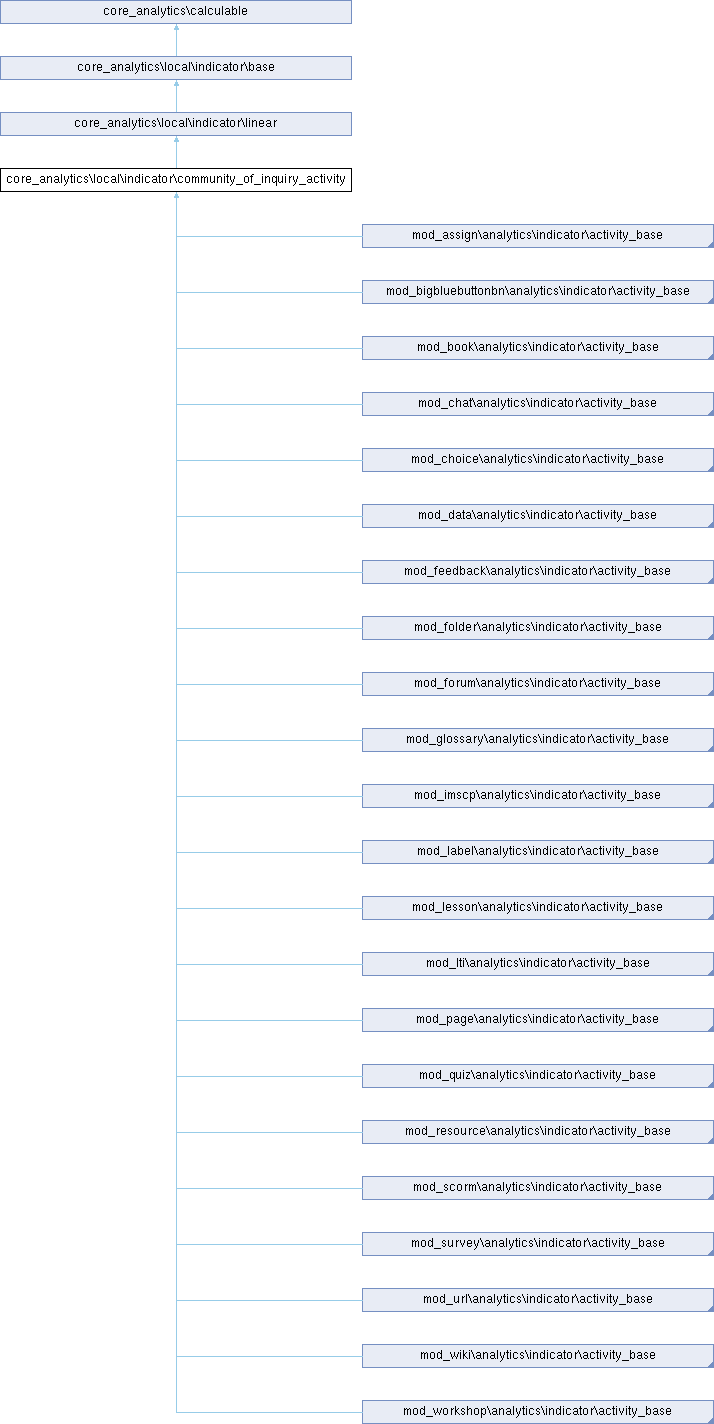 core_analytics\calculable
core_analytics\local\indicator\base
core_analytics\local\indicator\linear
core_analytics\local\indicator\community_of_inquiry_activity
mod_assign\analytics\indicator\activity_base
mod_bigbluebuttonbn\analytics\indicator\activity_base
mod_book\analytics\indicator\activity_base
mod_chat\analytics\indicator\activity_base
mod_choice\analytics\indicator\activity_base
mod_data\analytics\indicator\activity_base
mod_feedback\analytics\indicator\activity_base
mod_folder\analytics\indicator\activity_base
mod_forum\analytics\indicator\activity_base
mod_glossary\analytics\indicator\activity_base
mod_imscp\analytics\indicator\activity_base
mod_label\analytics\indicator\activity_base
mod_lesson\analytics\indicator\activity_base
mod_lti\analytics\indicator\activity_base
mod_page\analytics\indicator\activity_base
mod_quiz\analytics\indicator\activity_base
mod_resource\analytics\indicator\activity_base
mod_scorm\analytics\indicator\activity_base
mod_survey\analytics\indicator\activity_base
mod_url\analytics\indicator\activity_base
mod_wiki\analytics\indicator\activity_base
mod_workshop\analytics\indicator\activity_base